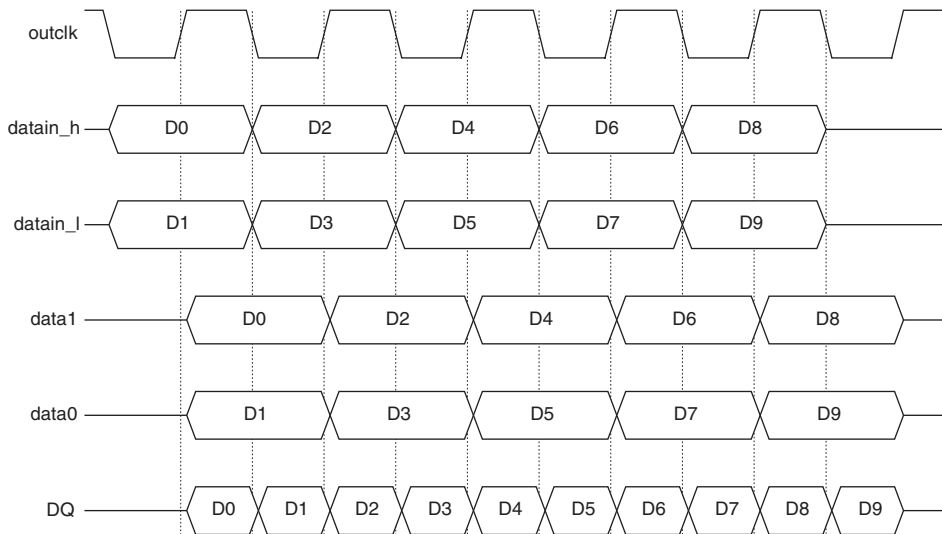 outclk
datain_h D0 D2 D4 D6 D8
datain_l D1 D3 D5 D7 D9
data1 D0 D2 D4 D6 D8
data0 D1 D3 D5 D7 D9
DQ D0 D1 D2 D3 D4 D5 D6 D7 D8 D9